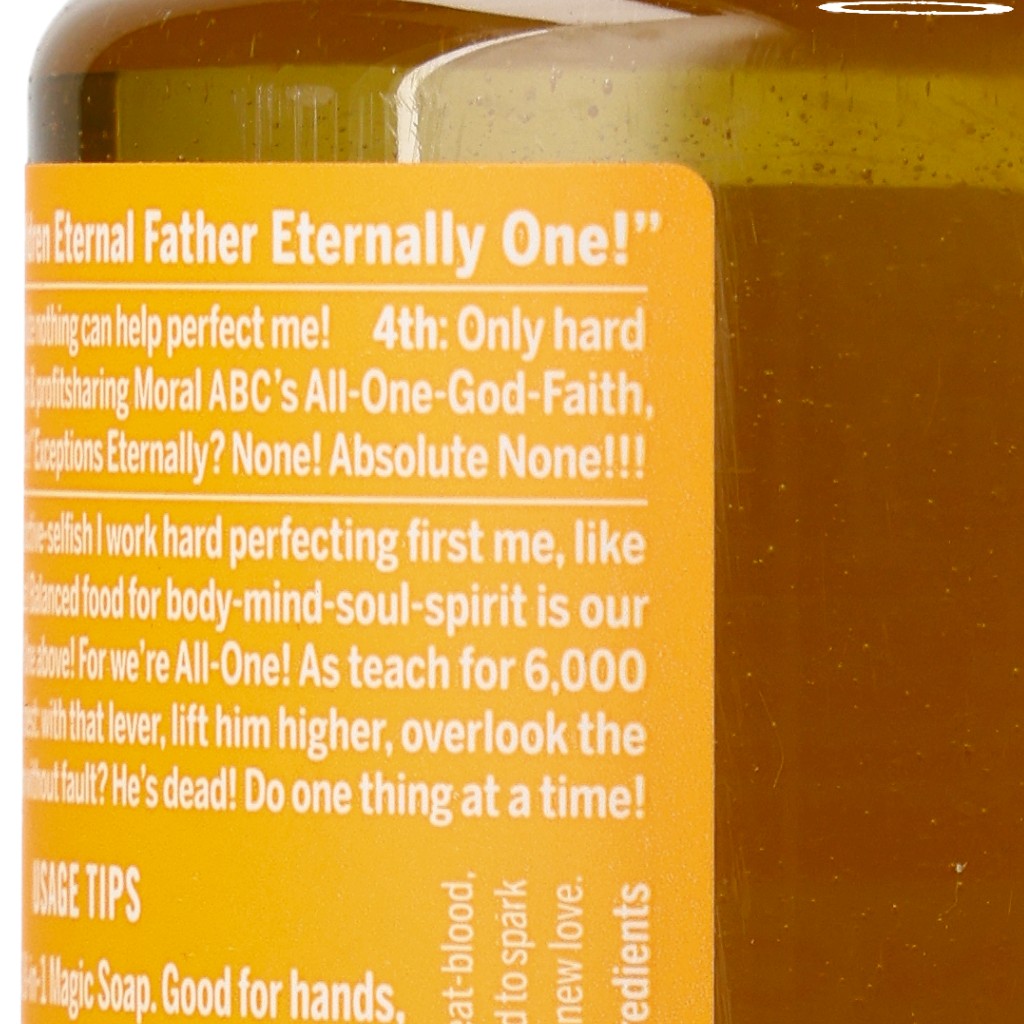 Eternal Father Eternally One!”
nothing can help perfect me! 4th: Only hard
profitsharing Moral ABC’s All-One-God-Faith,
Exceptions Eternally? None! Absolute None!!!
-selfish I work hard perfecting first me, like
Balanced food for body-mind-soul-spirit is our
above! For we’re All-One! As teach for 6,000
with that lever, lift him higher, overlook the
without fault? He’s dead! Do one thing at a time!
USAGE TIPS
Magic Soap. Good for hands,
eat-blood,
d to spark
new love.
redients